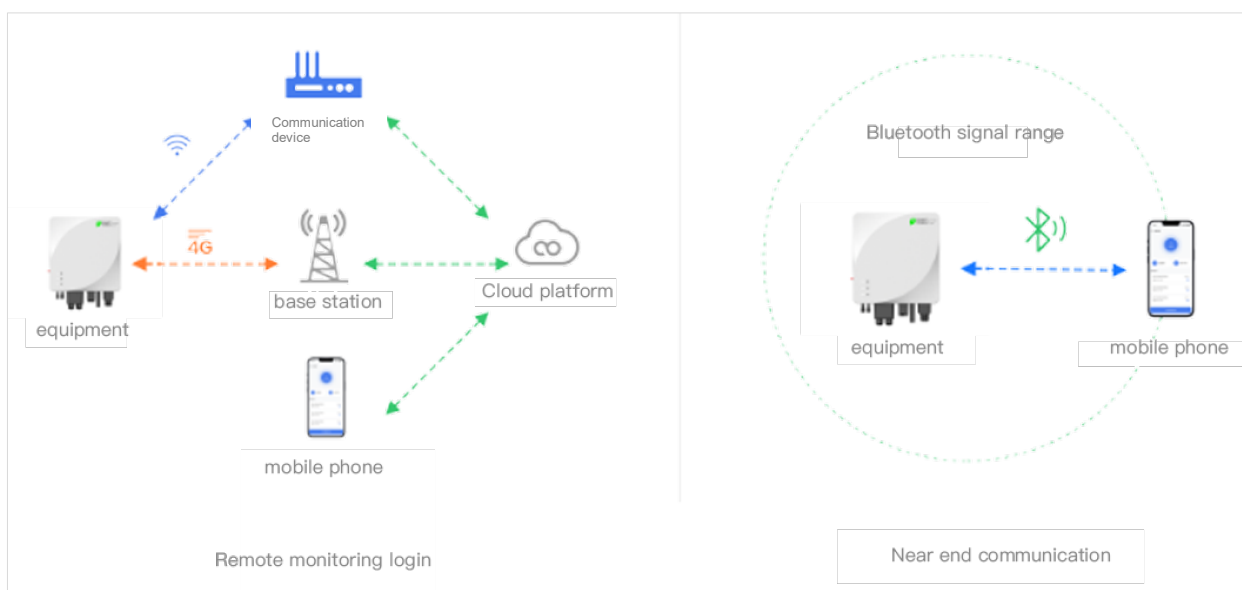 Communication
device
4G
base station
Cloud platform
equipment
mobile phone
Remote monitoring login
Bluetooth signal range
equipment
mobile phone
Near end communication